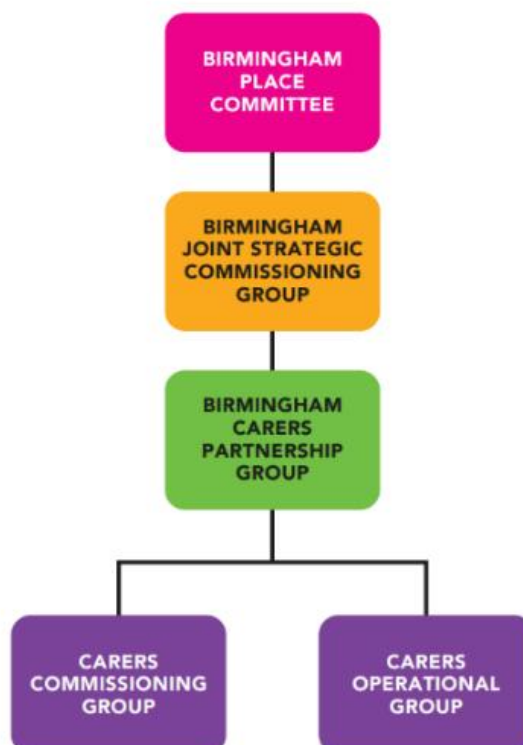 BIRMINGHAM
PLACE
COMMITTEE
BIRMINGHAM
JOINT STRATEGIC
COMMISSIONING
GROUP
BIRMINGHAM
CARERS
PARTNERSHIP
GROUP
CARERS
COMMISSIONING
GROUP
CARERS
OPERATIONAL
GROUP